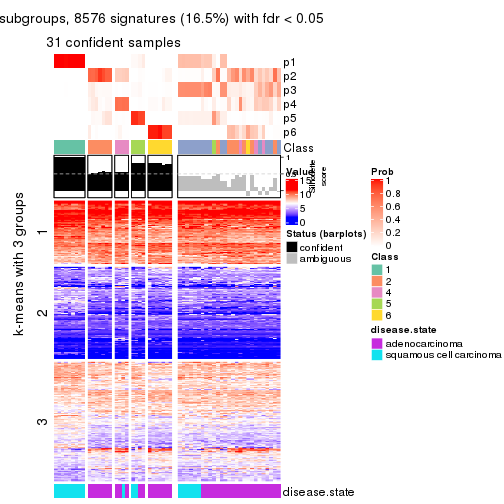 subgroups, 8576 signatures (16.5%) with fdr < 0.05
31 confident samples
p1
p2
p3
p4
p5
p6
Class
1
score
Value
15
10
5
0
Status (barplots)
confident
ambiguous
Prob
1
0.8
0.6
0.4
0.2
0
Class
1
2
4
5
6
disease.state
adenocarcinoma
squamous cell carcinoma
k-means with 3 groups
1
2
3
disease.state